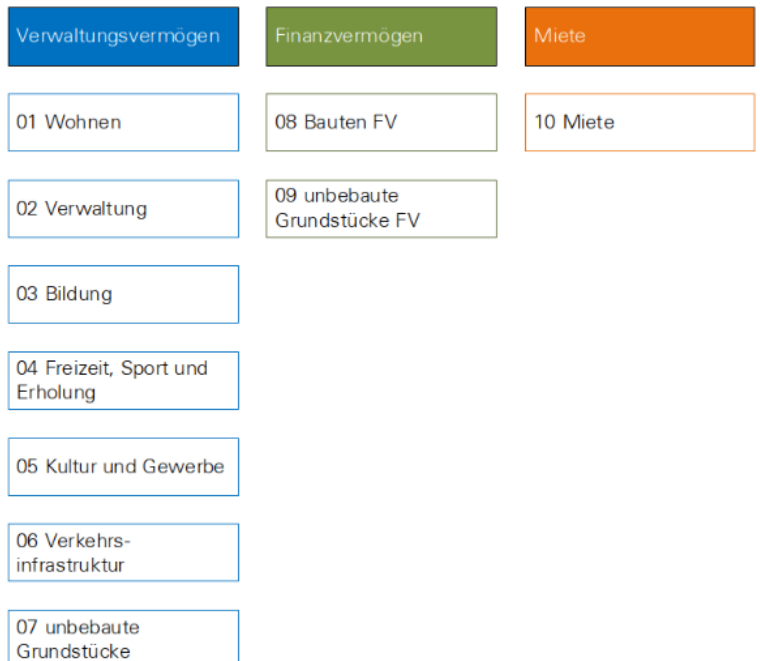 Verwaltungsvermögen
Finanzvermögen
Miete
01 Wohnen
08 Bauten FV
10 Miete
02 Verwaltung
09 unbebaute
Grundstücke FV
03 Bildung
04 Freizeit, Sport und
Erholung
05 Kultur und Gewerbe
06 Verkehrs-
infrastruktur
07 unbebaute
Grundstücke